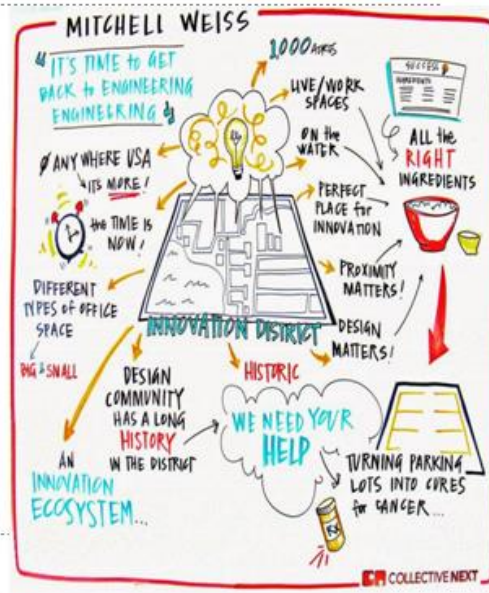 MITCHELL WEISS
"IT'S TIME to GET
BACK to ENGINEERING
ENGINEERING"
1,000 ACRES
LIVE/WORK
SPACES
ON the
WATER
PERFECT
PLACE for
INNOVATION
PROXIMITY
MATTERS!
DESIGN
MATTERS!
SUCCESS
INGREDIENTS
ALL the
RIGHT
INGREDIENTS
ANYWHERE USA
ITS MORE!
the TIME IS
NOW!
DIFFERENT
TYPES OF OFFICE
SPACE
BIG & SMALL
INNOVATION DISTRICT
HISTORIC
DESIGN
COMMUNITY
HAS A LONG
HISTORY
IN the DISTRICT
AN
INNOVATION
ECOSYSTEM...
WE NEED YOUR
HELP
TURNING PARKING
LOTS INTO CURES
for CANCER...
Rx
COLLECTIVE NEXT